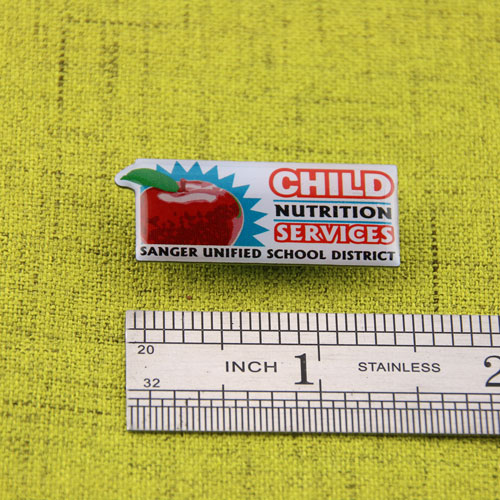 CHILD
NUTRITION
SERVICES
SANGER UNIFIED SCHOOL DISTRICT
20 INCH 1 STAINLESS 2
32